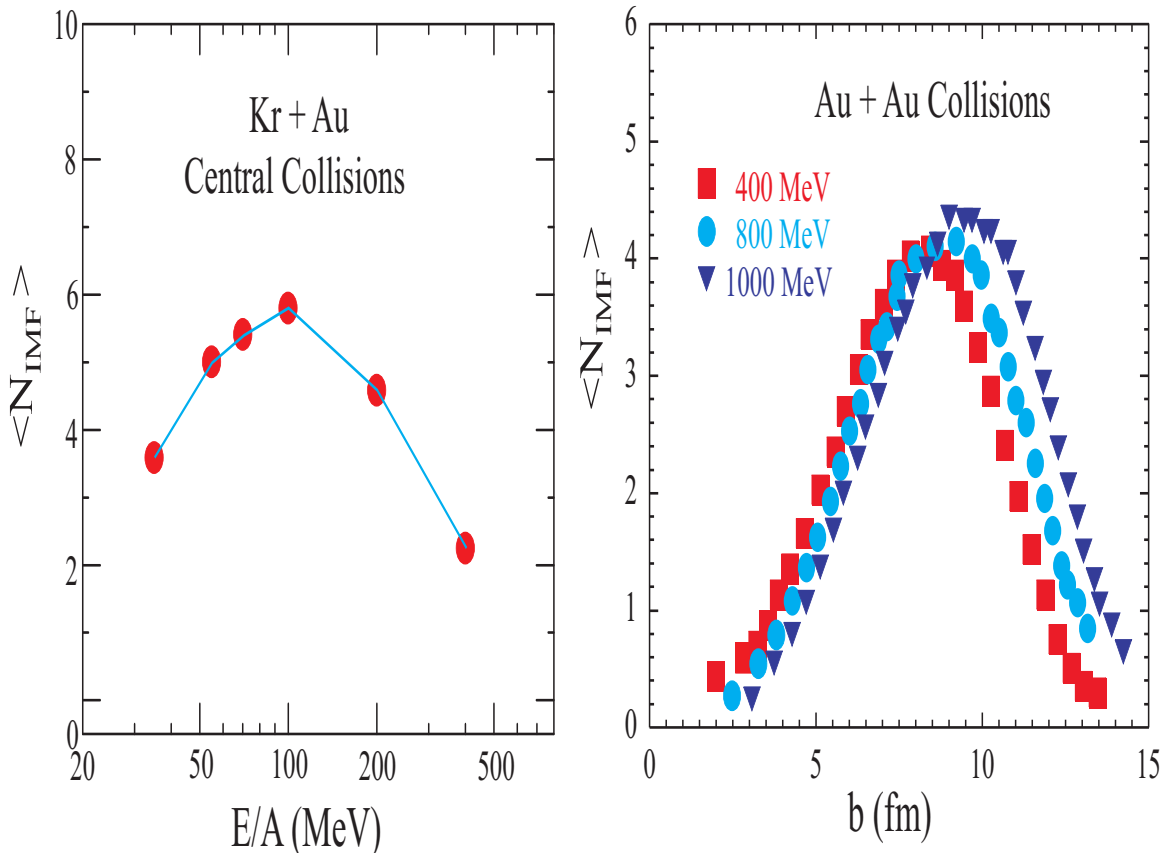 10
8
6
4
2
0
<N_IMF>
Kr + Au
Central Collisions
20
50
100
200
500
E/A (MeV)
6
5
4
3
2
1
0
<N_IMF>
Au + Au Collisions
400 MeV
800 MeV
1000 MeV
0
5
10
15
b (fm)